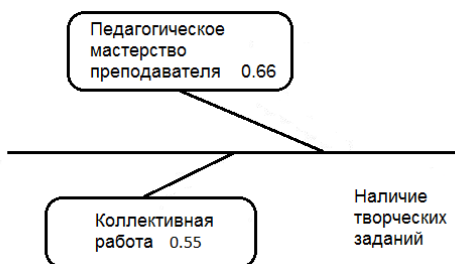 Педагогическое
мастерство
преподавателя 0.66
Коллективная
работа 0.55
Наличие
творческих
заданий